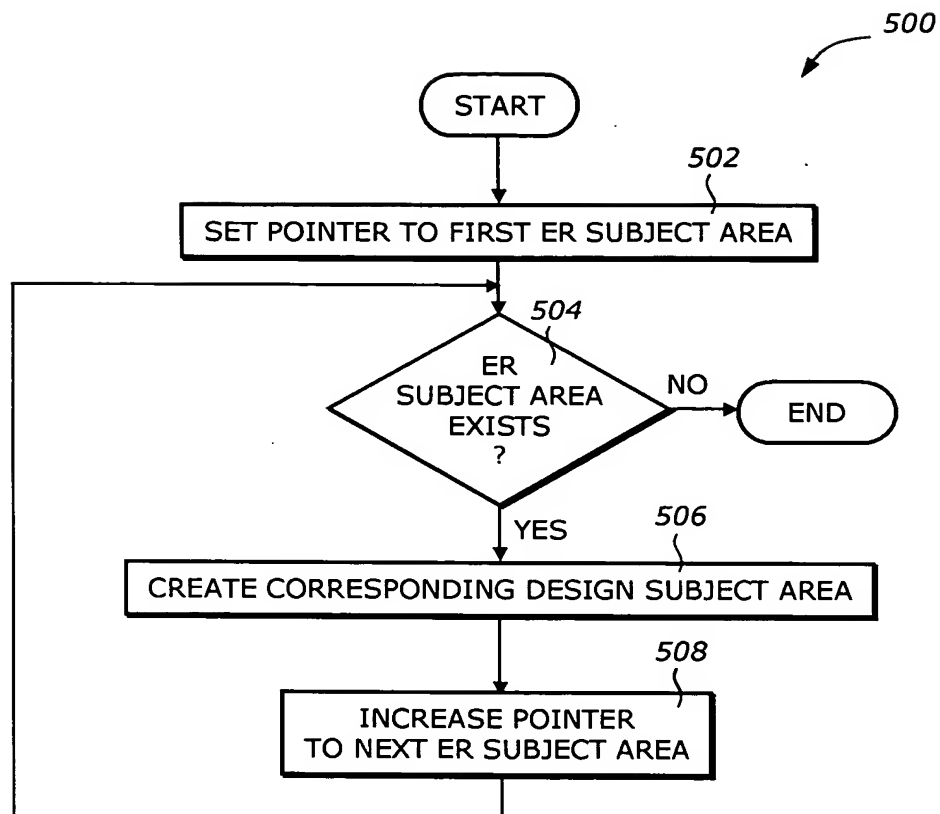 500
START
502
SET POINTER TO FIRST ER SUBJECT AREA
504
ER
SUBJECT AREA
EXISTS
?
NO
END
YES
506
CREATE CORRESPONDING DESIGN SUBJECT AREA
508
INCREASE POINTER
TO NEXT ER SUBJECT AREA